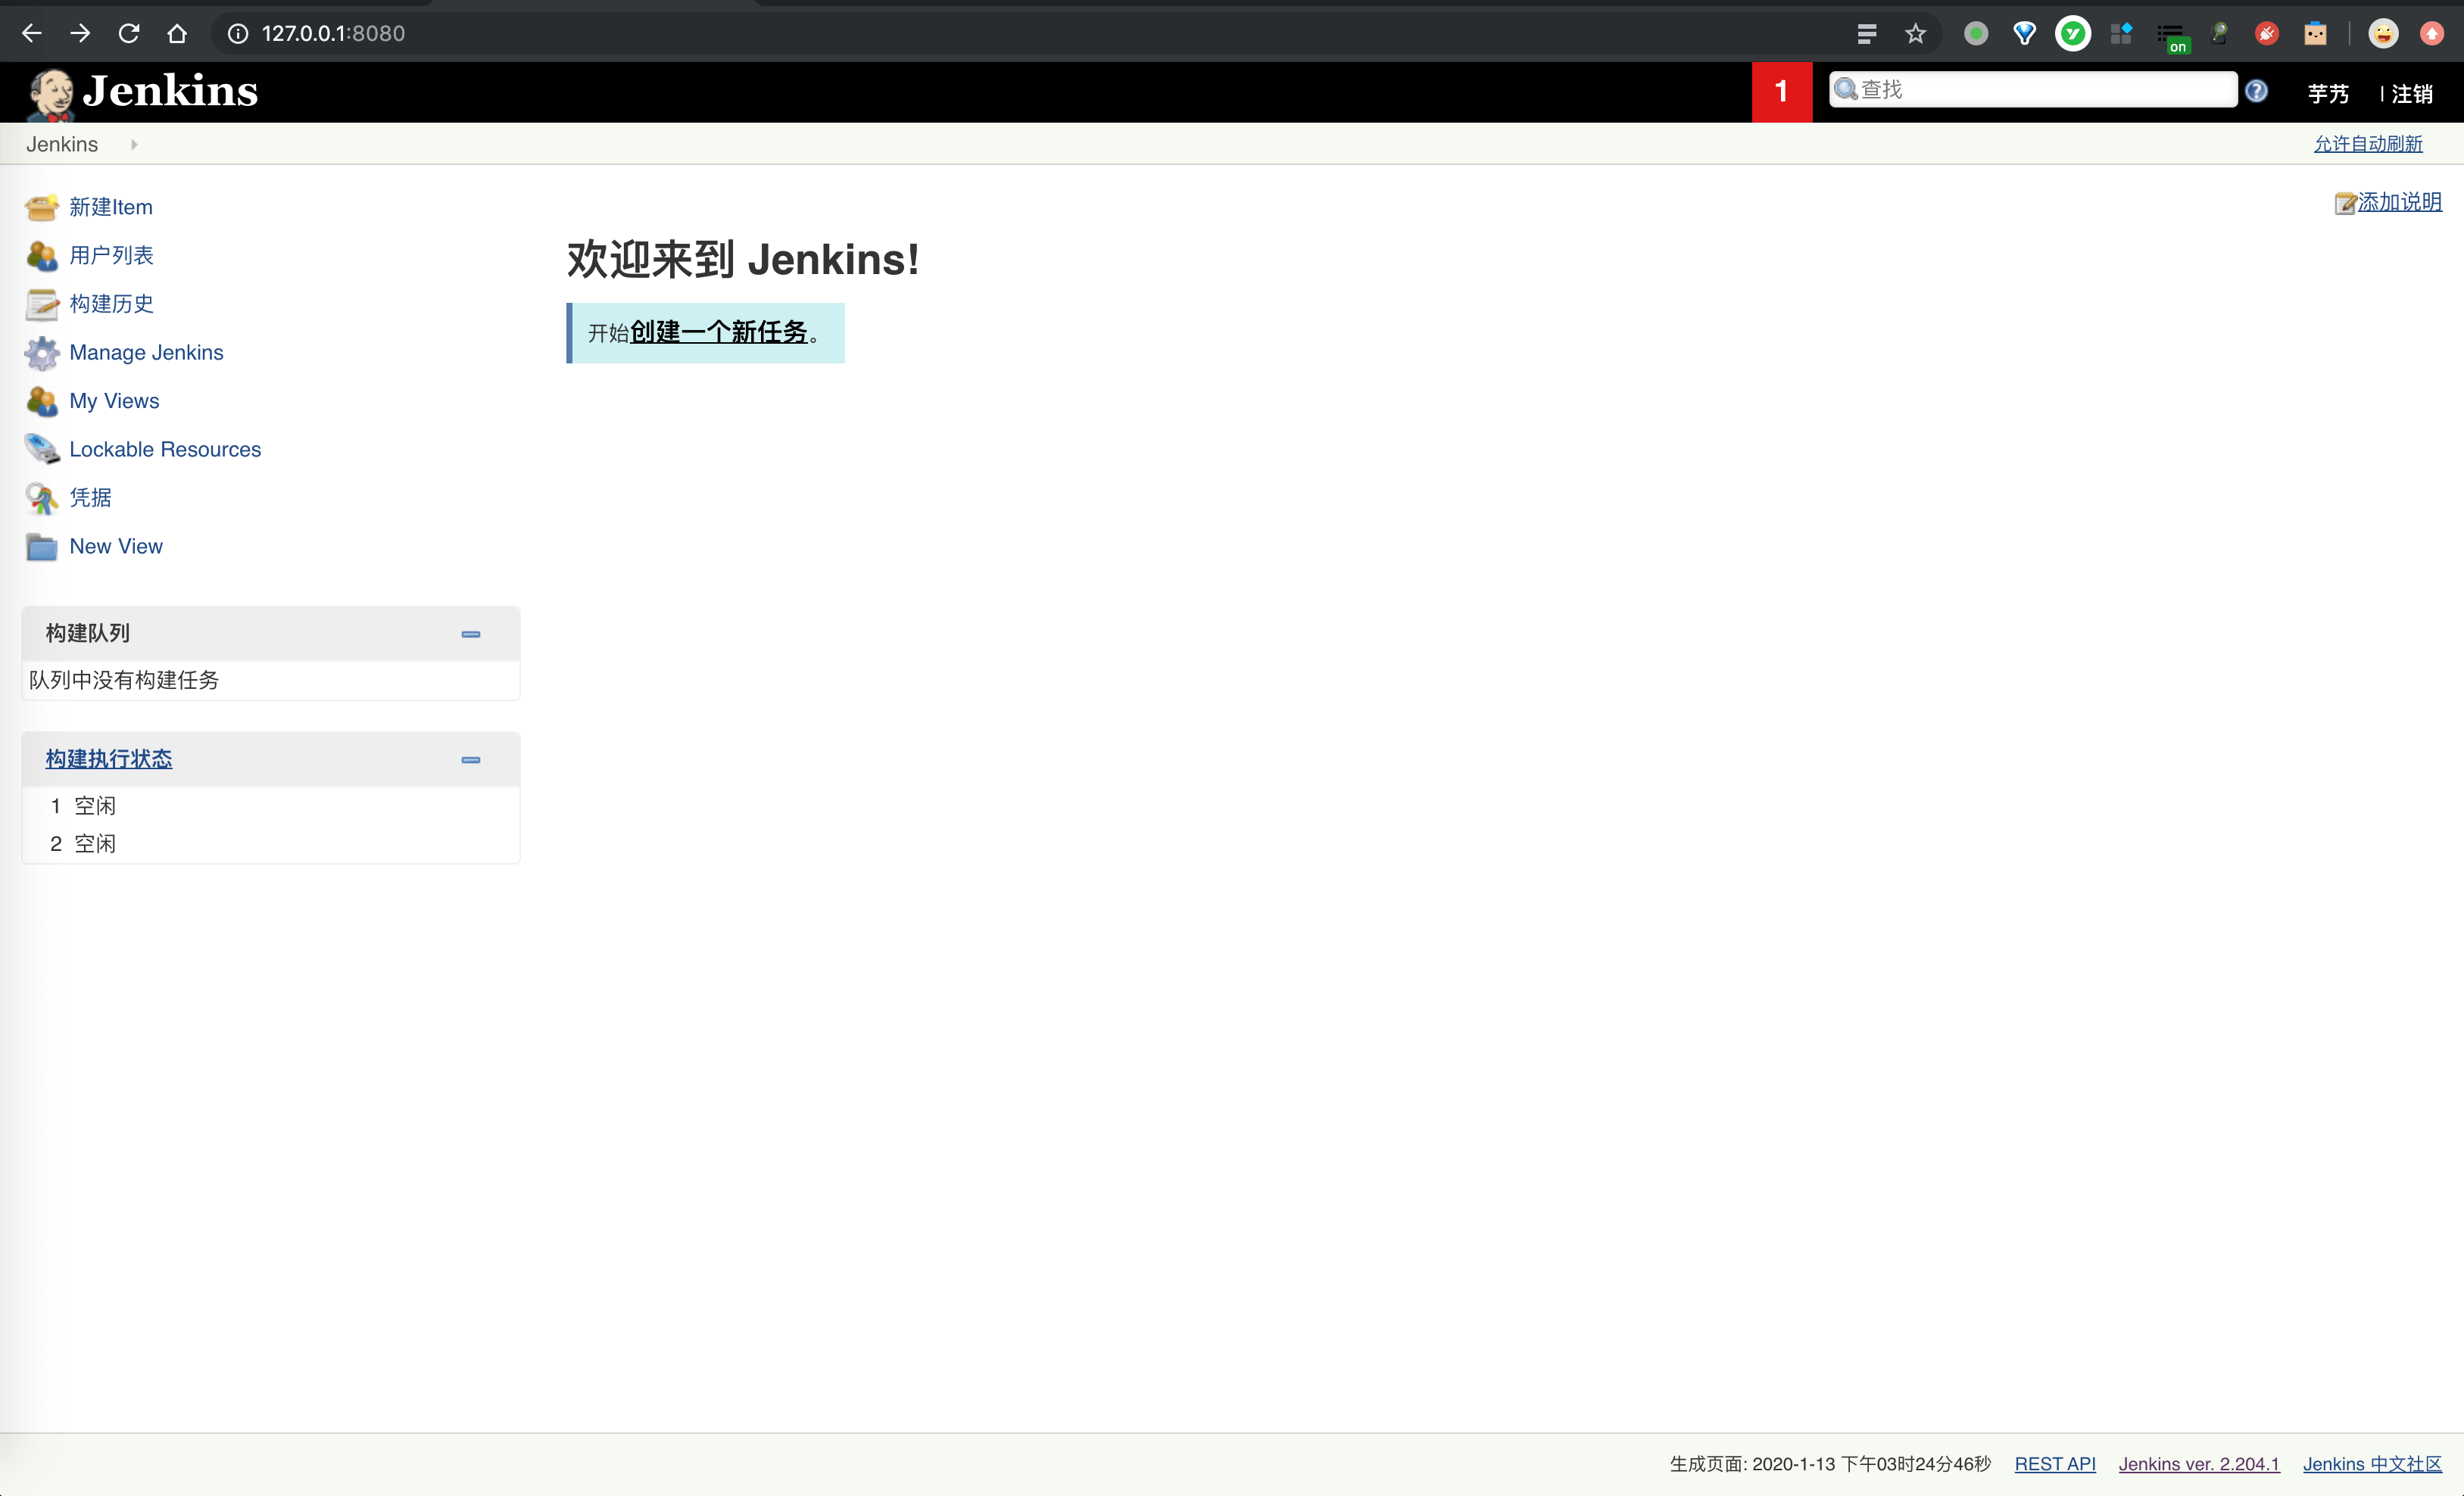 127.0.0.1:8080
on
Jenkins
1
查找
芋艿
| 注销
Jenkins
允许自动刷新
新建Item
添加说明
用户列表
构建历史
Manage Jenkins
My Views
Lockable Resources
凭据
New View
欢迎来到 Jenkins!
开始创建一个新任务。
构建队列
队列中没有构建任务
构建执行状态
1 空闲
2 空闲
生成页面: 2020-1-13 下午03时24分46秒 REST API Jenkins ver. 2.204.1 Jenkins 中文社区